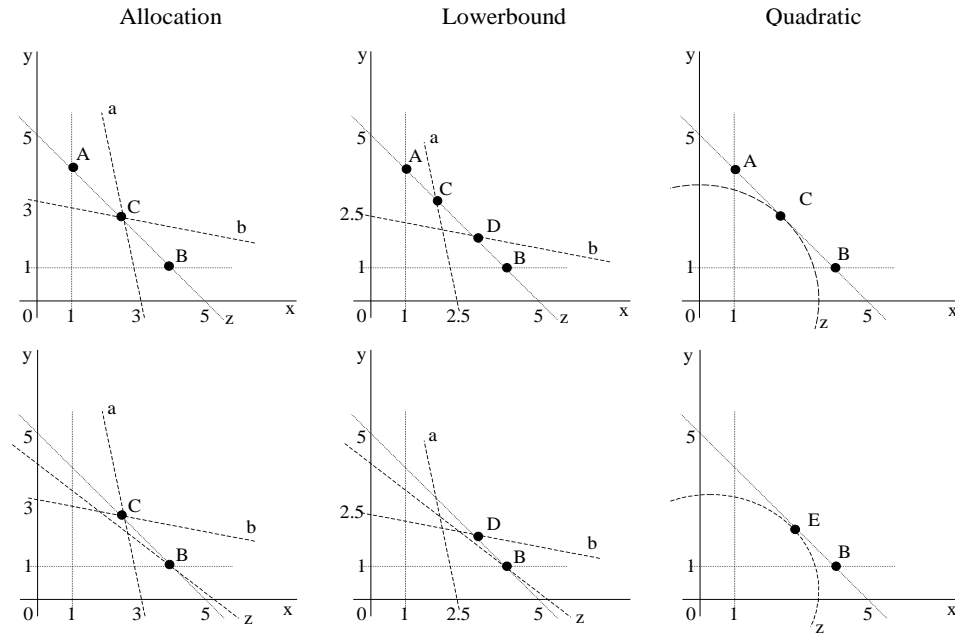 Allocation Lowerbound Quadratic
y y y
a
a
5 5 5
A A A
C
3 C 2.5 D C
b b
B B B
1 1 1
0 1 3 5 z x 0 1 2.5 5 z x 0 1 z 5 x
y y y
a
a
5 5 5
3 C 2.5 D E
b b
B B B
1 1 1
0 1 3 5 z x 0 1 2.5 5 z x 0 1 z 5 x